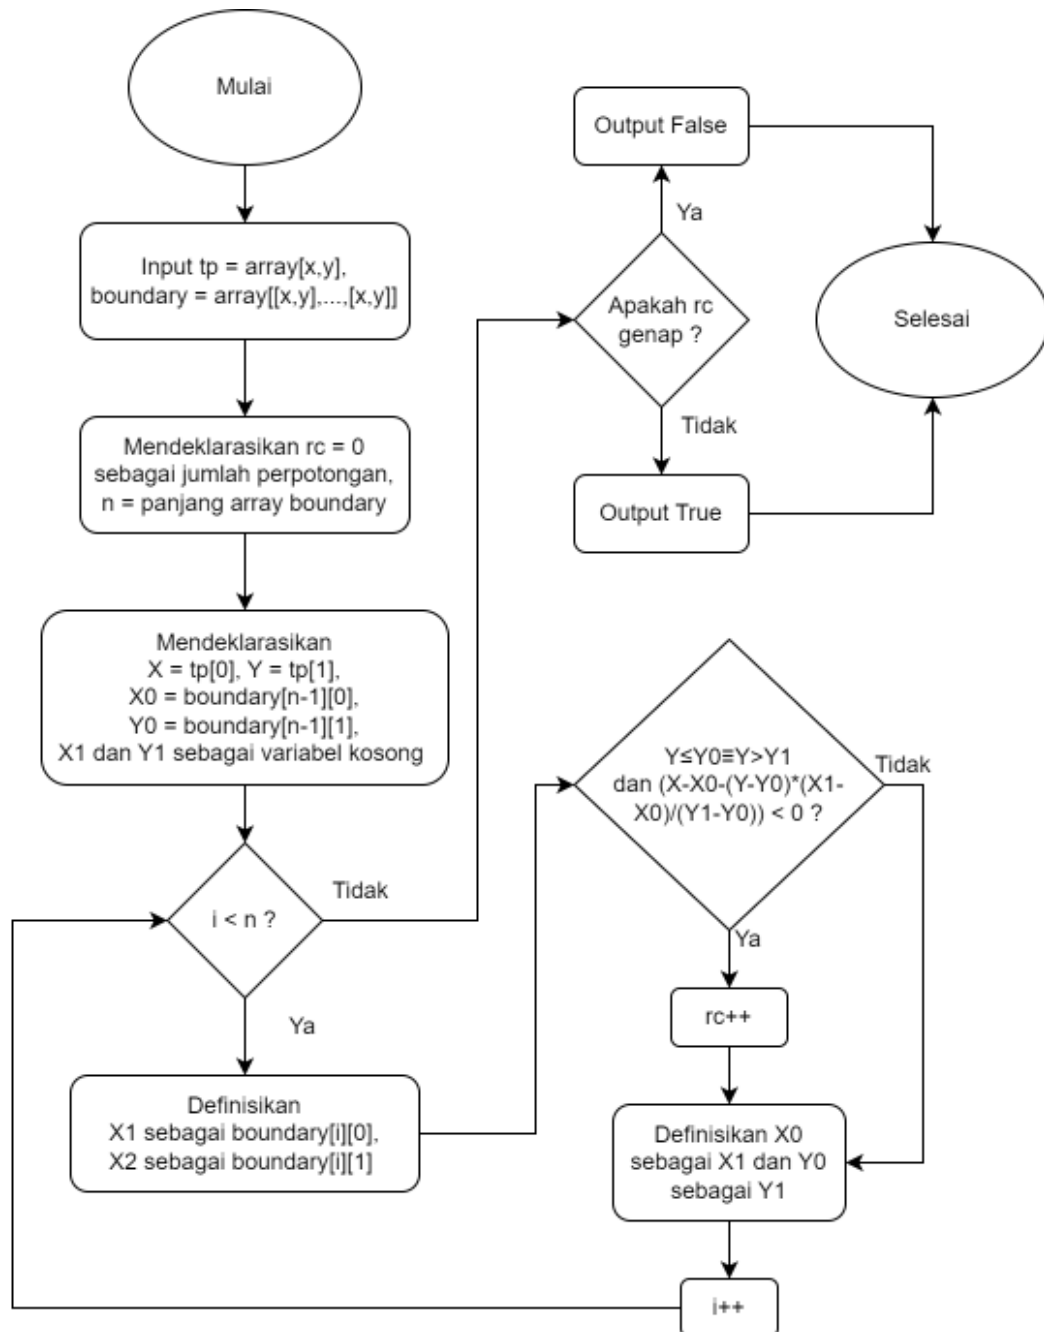 Mulai
Input tp = array[x,y],
boundary = array[[x,y],...,[x,y]]
Mendeklarasikan rc = 0
sebagai jumlah perpotongan,
n = panjang array boundary
Mendeklarasikan
X = tp[0], Y = tp[1],
X0 = boundary[n-1][0],
Y0 = boundary[n-1][1],
X1 dan Y1 sebagai variabel kosong
i < n ?
Tidak
Ya
Definisikan
X1 sebagai boundary[i][0],
X2 sebagai boundary[i][1]
Y≤Y0≡Y>Y1
dan (X-X0-(Y-Y0)*(X1-
X0)/(Y1-Y0)) < 0 ?
Tidak
Ya
rc++
Definisikan X0
sebagai X1 dan Y0
sebagai Y1
i++
Apakah rc
genap ?
Ya
Output False
Tidak
Output True
Selesai